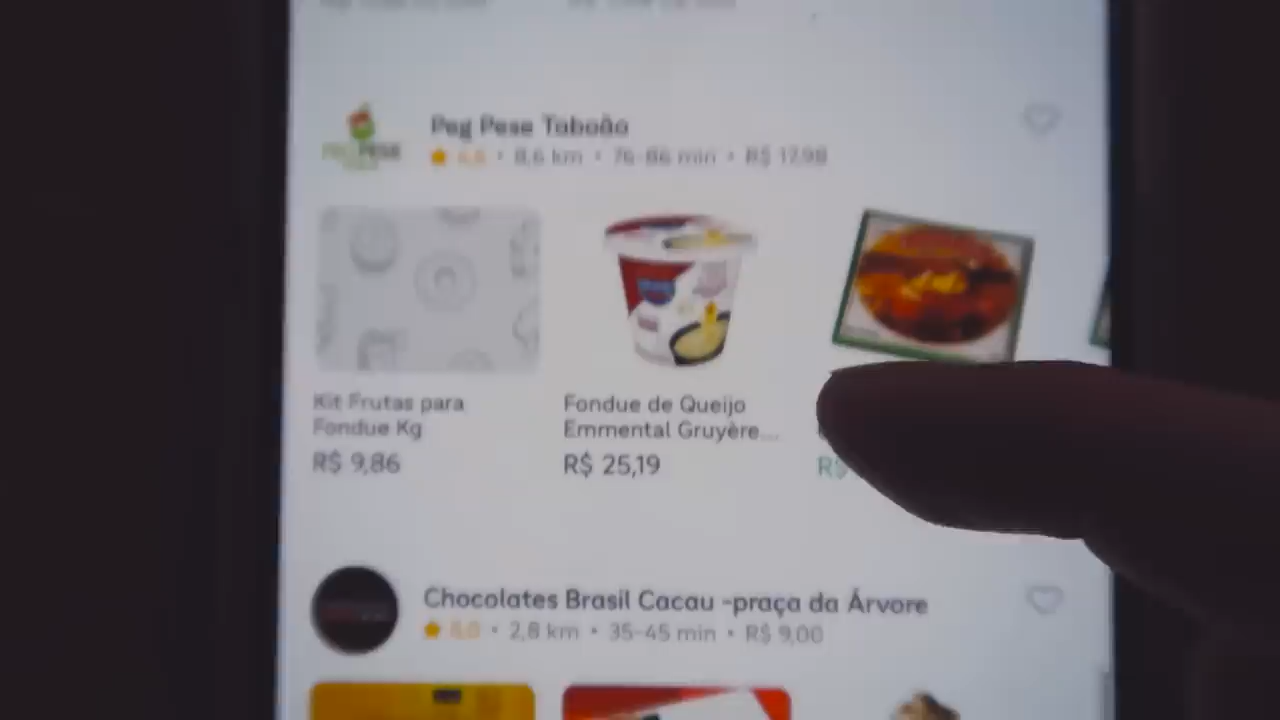 Peg Pese Taboão
8,6 km · 76-86 min · R$ 17,98
Kit Frutas para
Fondue Kg
R$ 9,86
Fondue de Queijo
Emmental Gruyère...
R$ 25,19
R$
Chocolates Brasil Cacau -praça da Árvore
5,0 · 2,8 km · 35-45 min · R$ 9,00